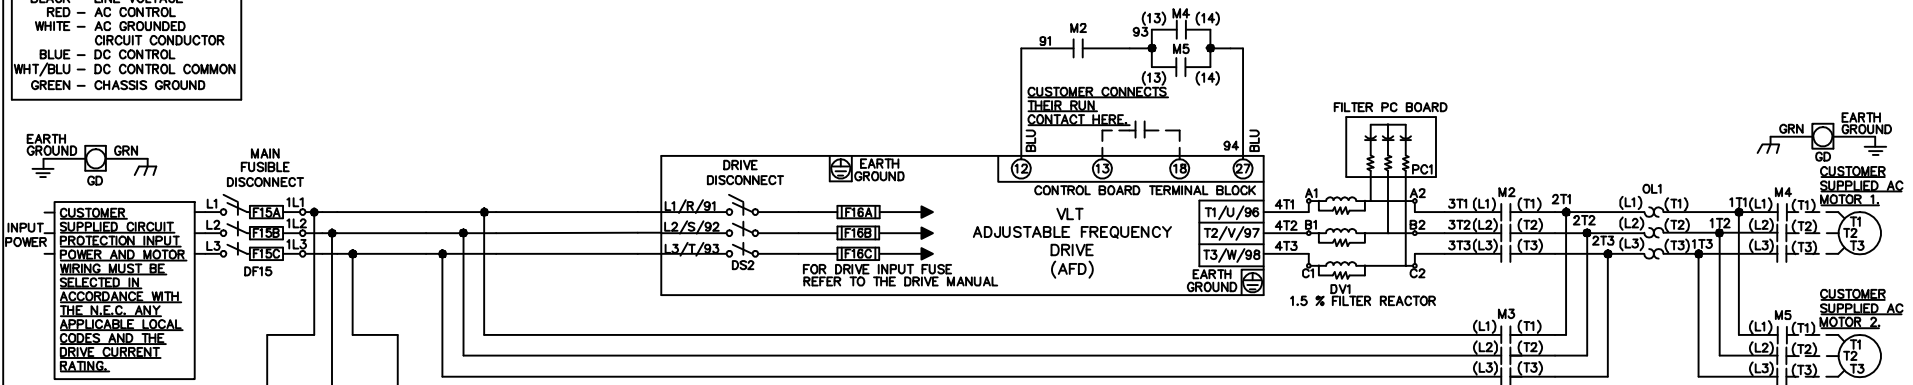 RED – AC CONTROL
WHITE – AC GROUNDED
CIRCUIT CONDUCTOR
BLUE – DC CONTROL
WHT/BLU – DC CONTROL COMMON
GREEN – CHASSIS GROUND
91
M2
93
(13) M4 (14)
M5
(13) (14)
CUSTOMER CONNECTS
THEIR RUN
CONTACT HERE.
BLU
94
BLU
FILTER PC BOARD
PC1
EARTH
GROUND
GRN
GD
MAIN
FUSIBLE
DISCONNECT
DRIVE
DISCONNECT
EARTH
GROUND
12
13
18
27
CONTROL BOARD TERMINAL BLOCK
GRN
EARTH
GROUND
GD
INPUT
POWER
CUSTOMER
SUPPLIED CIRCUIT
PROTECTION INPUT
POWER AND MOTOR
WIRING MUST BE
SELECTED IN
ACCORDANCE WITH
THE N.E.C. ANY
APPLICABLE LOCAL
CODES AND THE
DRIVE CURRENT
RATING.
L1 F15A 1L1
L2 F15B 1L2
L3 F15C 1L3
DF15
L1/R/91 F16A
L2/S/92 F16B
L3/T/93 F16C
DS2
FOR DRIVE INPUT FUSE
REFER TO THE DRIVE MANUAL
VLT
ADJUSTABLE FREQUENCY
DRIVE
(AFD)
T1/U/96
T2/V/97
T3/W/98
EARTH
GROUND
4T1 A1 A2
4T2 B1 B2
4T3
C1 C2
DV1
1.5 % FILTER REACTOR
M2
3T1 (L1) (T1) 2T1
3T2 (L2) (T2) 2T2
3T3 (L3) (T3) 2T3
OL1
(L1) (T1) 1T1
(L2) (T2) 1T2
(L3) (T3) 1T3
M4
(L1) (T1)
(L2) (T2)
(L3) (T3)
CUSTOMER
SUPPLIED AC
MOTOR 1.
T1
T2
T3
M3
(L1) (T1)
(L2) (T2)
(L3) (T3)
M5
(L1) (T1)
(L2) (T2)
(L3) (T3)
CUSTOMER
SUPPLIED AC
MOTOR 2.
T1
T2
T3